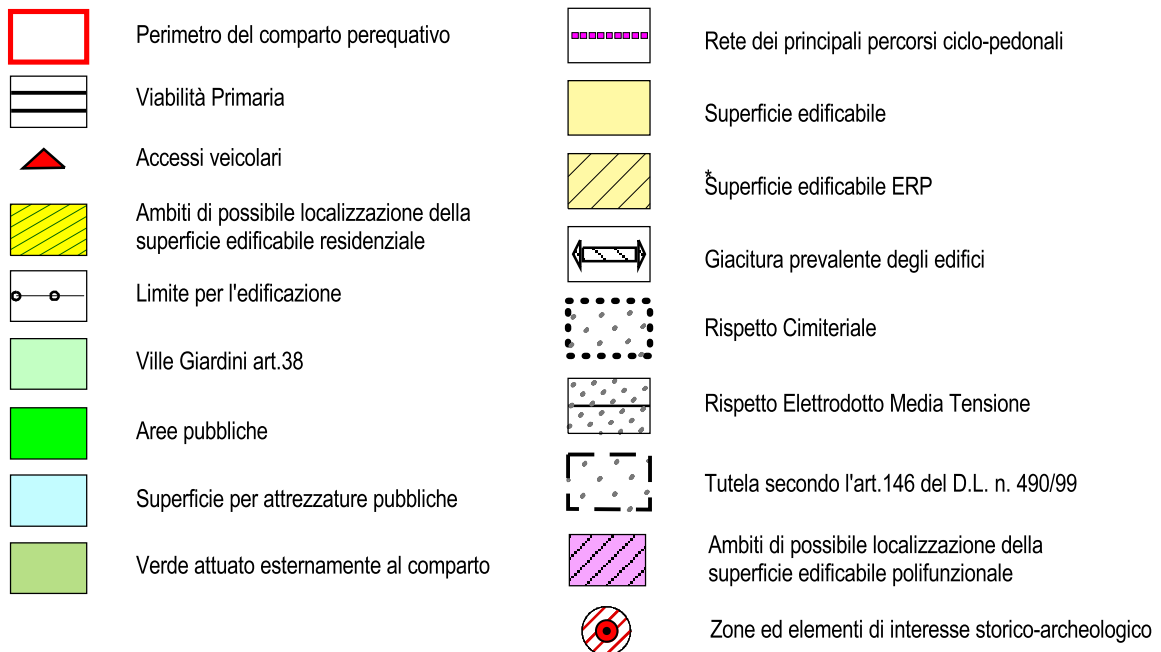 Perimetro del comparto perequativo
Viabilità Primaria
Accessi veicolari
Ambiti di possibile localizzazione della
superficie edificabile residenziale
Limite per l'edificazione
Ville Giardini art.38
Aree pubbliche
Superficie per attrezzature pubbliche
Verde attuato esternamente al comparto
Rete dei principali percorsi ciclo-pedonali
Superficie edificabile
*Superficie edificabile ERP
Giacitura prevalente degli edifici
Rispetto Cimiteriale
Rispetto Elettrodotto Media Tensione
Tutela secondo l'art.146 del D.L. n. 490/99
Ambiti di possibile localizzazione della
superficie edificabile polifunzionale
Zone ed elementi di interesse storico-archeologico